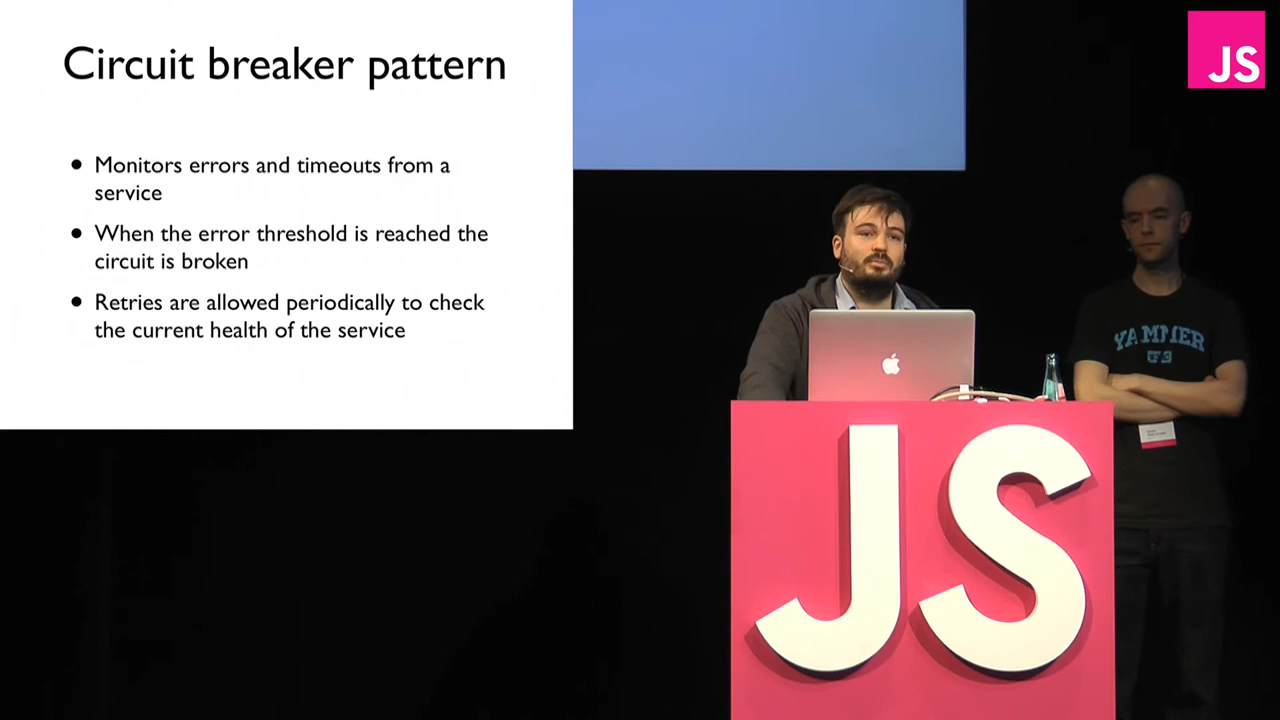 Circuit breaker pattern
• Monitors errors and timeouts from a
service
• When the error threshold is reached the
circuit is broken
• Retries are allowed periodically to check
the current health of the service
JS
YAMMER
JS